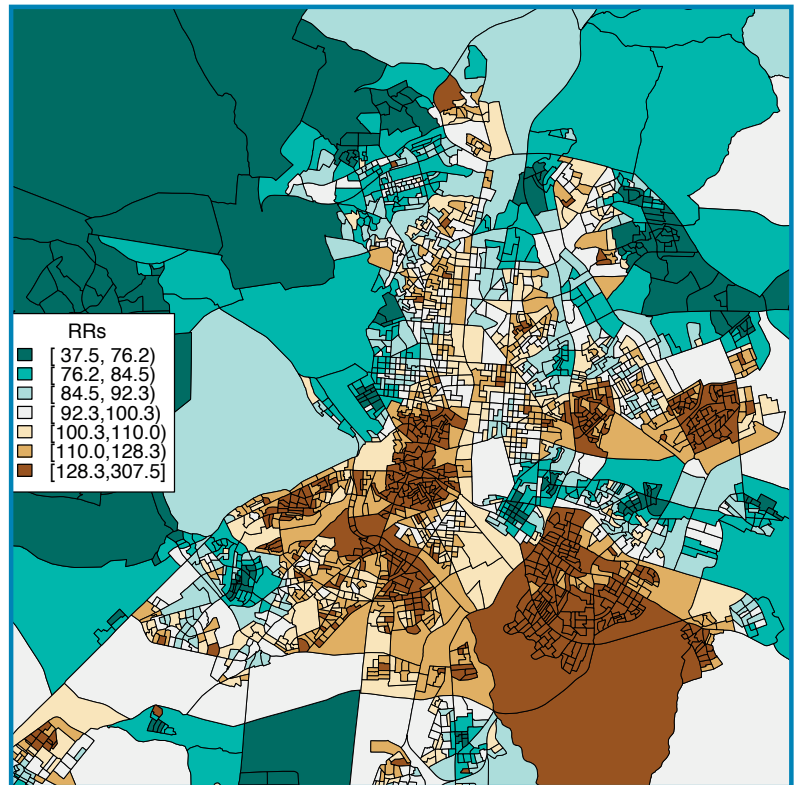 RRs
[ 37.5, 76.2)
[ 76.2, 84.5)
[ 84.5, 92.3)
[ 92.3,100.3)
[100.3,110.0)
[110.0,128.3)
[128.3,307.5]